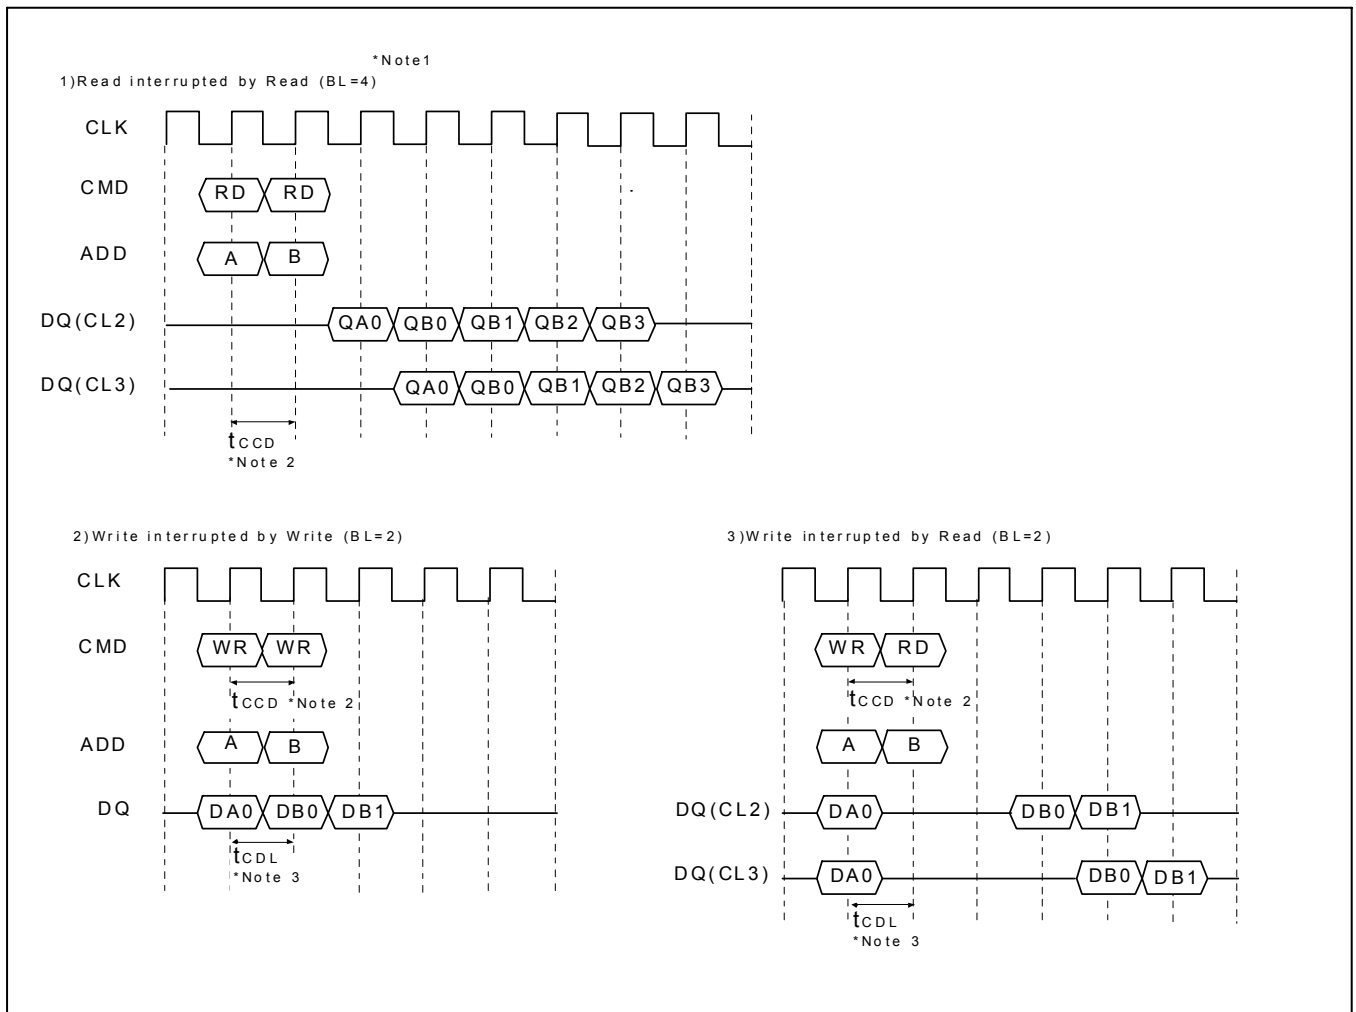 *Note1
1)Read interrupted by Read (BL=4)
CLK
CMD RD RD
ADD A B
DQ(CL2) QA0 QB0 QB1 QB2 QB3
DQ(CL3) QA0 QB0 QB1 QB2 QB3
tCCD
*Note 2
2)Write interrupted by Write (BL=2)
CLK
CMD WR WR
tCCD *Note 2
ADD A B
DQ DA0 DB0 DB1
tCDL
*Note 3
3)Write interrupted by Read (BL=2)
WR RD
tCCD *Note 2
A B
DQ(CL2) DA0 DB0 DB1
DQ(CL3) DA0 DB0 DB1
tCDL
*Note 3